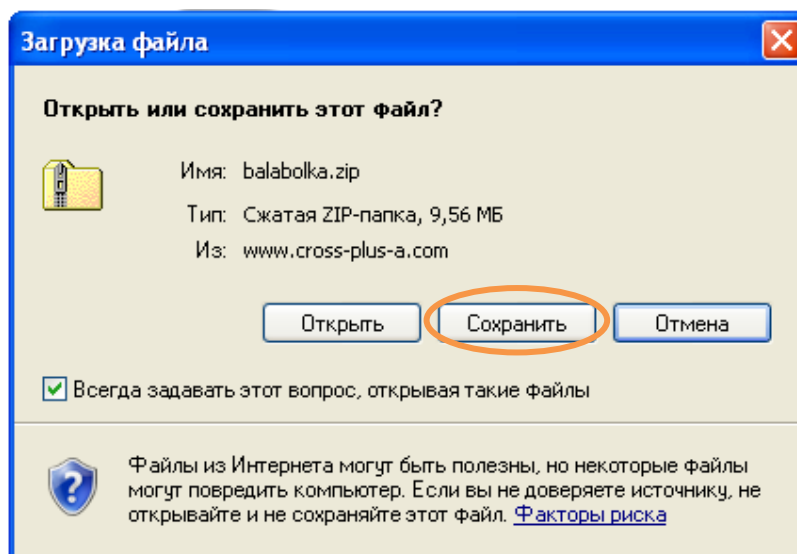 Загрузка файла
Открыть или сохранить этот файл?
Имя: balabolka.zip
Тип: Сжатая ZIP-папка, 9,56 МБ
Из: www.cross-plus-a.com
Открыть Сохранить Отмена
Всегда задавать этот вопрос, открывая такие файлы
Файлы из Интернета могут быть полезны, но некоторые файлы
могут повредить компьютер. Если вы не доверяете источнику, не
открывайте и не сохраняйте этот файл. Факторы риска